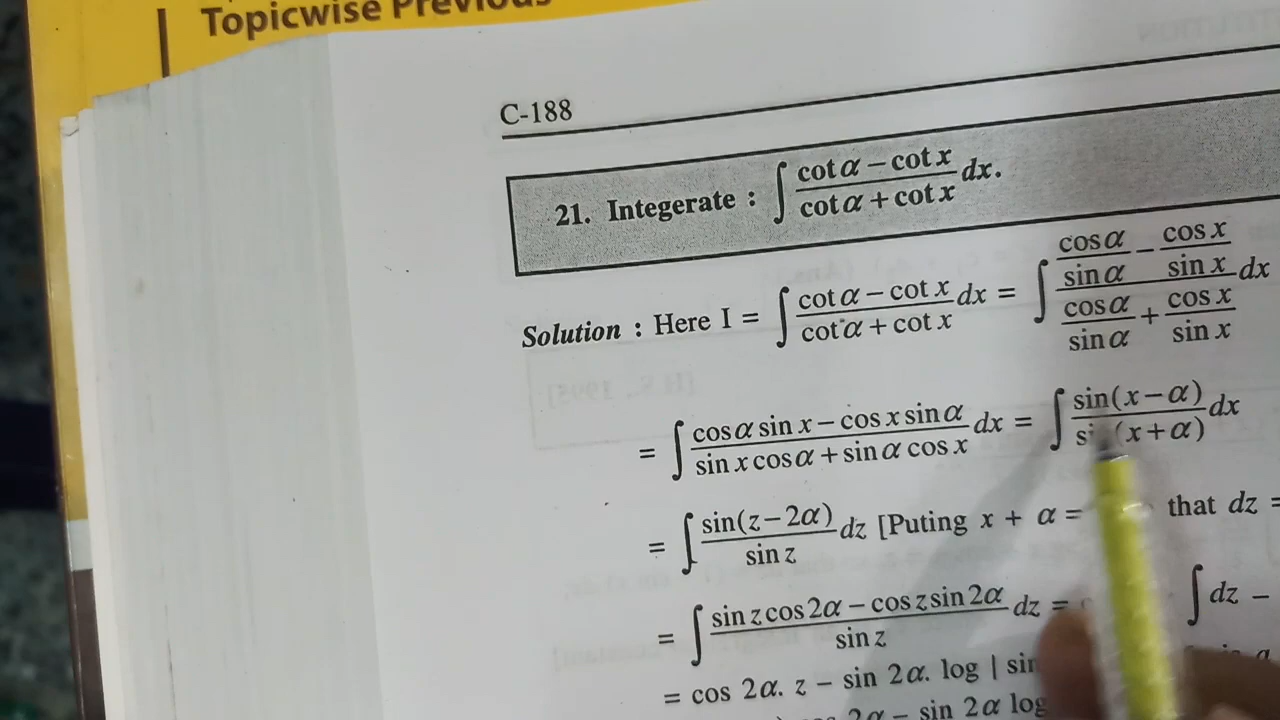 Topicwise Previous
C-188
21. Integerate : ∫ (cot α − cot x)/(cot α + cot x) dx.
Solution : Here I = ∫ (cot α − cot x)/(cot α + cot x) dx = ∫ (cos α/sin α − cos x/sin x)/(cos α/sin α + cos x/sin x) dx
= ∫ (cos α sin x − cos x sin α)/(sin x cos α + sin α cos x) dx = ∫ sin(x − α)/ (x + α) dx
= ∫ sin(z − 2α)/sin z dz [Puting x + α = that dz =
= ∫ (sin z cos 2α − cos z sin 2α)/sin z dz = ∫ dz −
= cos 2α. z − sin 2α. log |
2α − sin 2α log